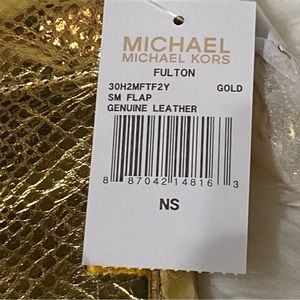 MICHAEL
MICHAEL KORS
FULTON
30H2MFTF2Y GOLD
SM FLAP
GENUINE LEATHER
8 87042 14816 3
NS